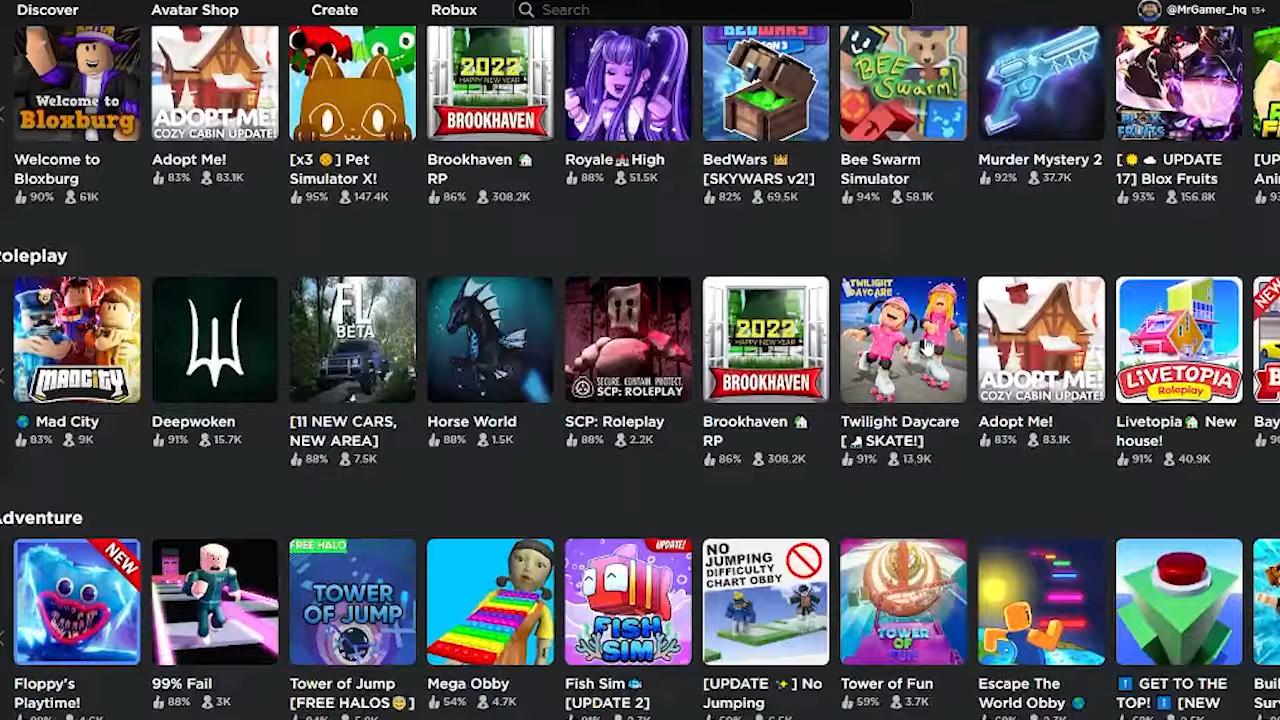 Discover Avatar Shop Create Robux Search @MrGamer_hq 13+
Welcome to
Bloxburg
ADOPT ME!
COZY CABIN UPDATE!
2022
HAPPY NEW YEAR
BROOKHAVEN
BEDWARS
BEE
Swarm!
BLOX
FRUITS
Welcome to
Bloxburg
90% 61K
Adopt Me!
83% 83.1K
[x3 🍪] Pet
Simulator X!
95% 147.4K
Brookhaven 🏠
RP
86% 308.2K
Royale🏰High
88% 51.5K
BedWars 👑
[SKYWARS v2!]
82% 69.5K
Bee Swarm
Simulator
94% 58.1K
Murder Mystery 2
92% 37.7K
[☀️☁️ UPDATE
17] Blox Fruits
93% 156.8K
[UP
Ani
Roleplay
MADCITY
FL
BETA
SECURE. CONTAIN. PROTECT.
SCP: ROLEPLAY
2022
HAPPY NEW YEAR
BROOKHAVEN
TWILIGHT
DAYCARE
ADOPT ME!
COZY CABIN UPDATE!
LIVETOPIA
Roleplay
NEW
🌎 Mad City
83% 9K
Deepwoken
91% 15.7K
[11 NEW CARS,
NEW AREA]
88% 7.5K
Horse World
88% 1.5K
SCP: Roleplay
88% 2.2K
Brookhaven 🏠
RP
86% 308.2K
Twilight Daycare
[⛸️SKATE!]
91% 13.9K
Adopt Me!
83% 83.1K
Livetopia🏠 New
house!
91% 40.9K
Bay
Adventure
NEW
FREE HALO
TOWER
OF JUMP
UPDATE!
FISH
SIM
NO
JUMPING
DIFFICULTY
CHART OBBY
TOWER
OF
FUN
Floppy's
Playtime!
99% Fail
88% 3K
Tower of Jump
[FREE HALOS😇]
Mega Obby
54% 4.7K
Fish Sim🐟
[UPDATE 2]
[UPDATE ✨] No
Jumping
Tower of Fun
59% 3.7K
Escape The
World Obby 🌎
⬆️ GET TO THE
TOP! ⬆️ [NEW